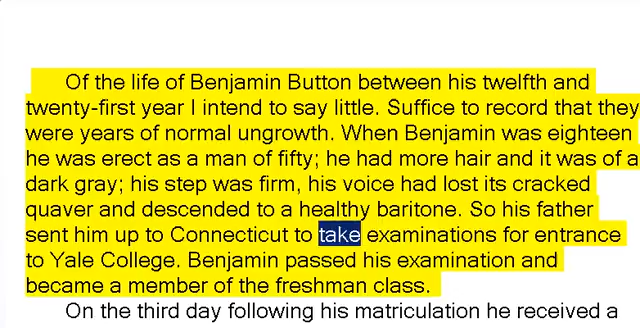 Of the life of Benjamin Button between his twelfth and
twenty-first year I intend to say little. Suffice to record that they
were years of normal ungrowth. When Benjamin was eighteen
he was erect as a man of fifty; he had more hair and it was of a
dark gray; his step was firm, his voice had lost its cracked
quaver and descended to a healthy baritone. So his father
sent him up to Connecticut to take examinations for entrance
to Yale College. Benjamin passed his examination and
became a member of the freshman class.
On the third day following his matriculation he received a